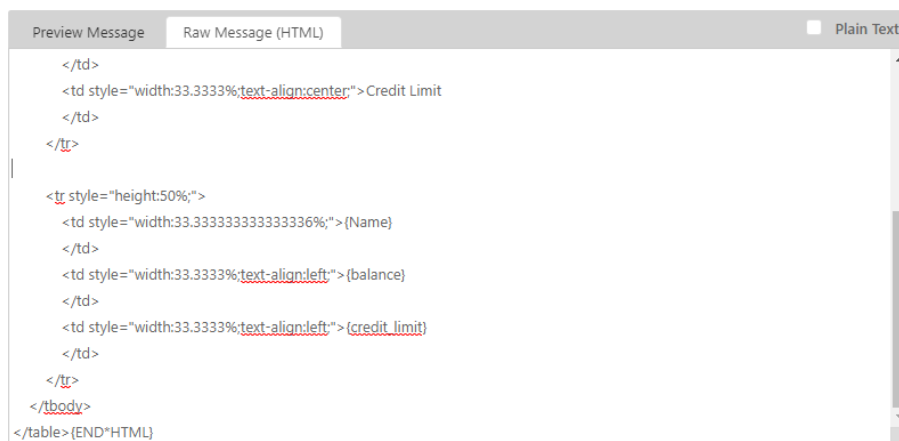 Preview Message
Raw Message (HTML)
Plain Text
</td>
<td style="width:33.3333%;text-align:center;">Credit Limit
</td>
</tr>
<tr style="height:50%;">
<td style="width:33.333333333333336%;">{Name}
</td>
<td style="width:33.3333%;text-align:left;">{balance}
</td>
<td style="width:33.3333%;text-align:left;">{credit_limit}
</td>
</tr>
</tbody>
</table>{END*HTML}